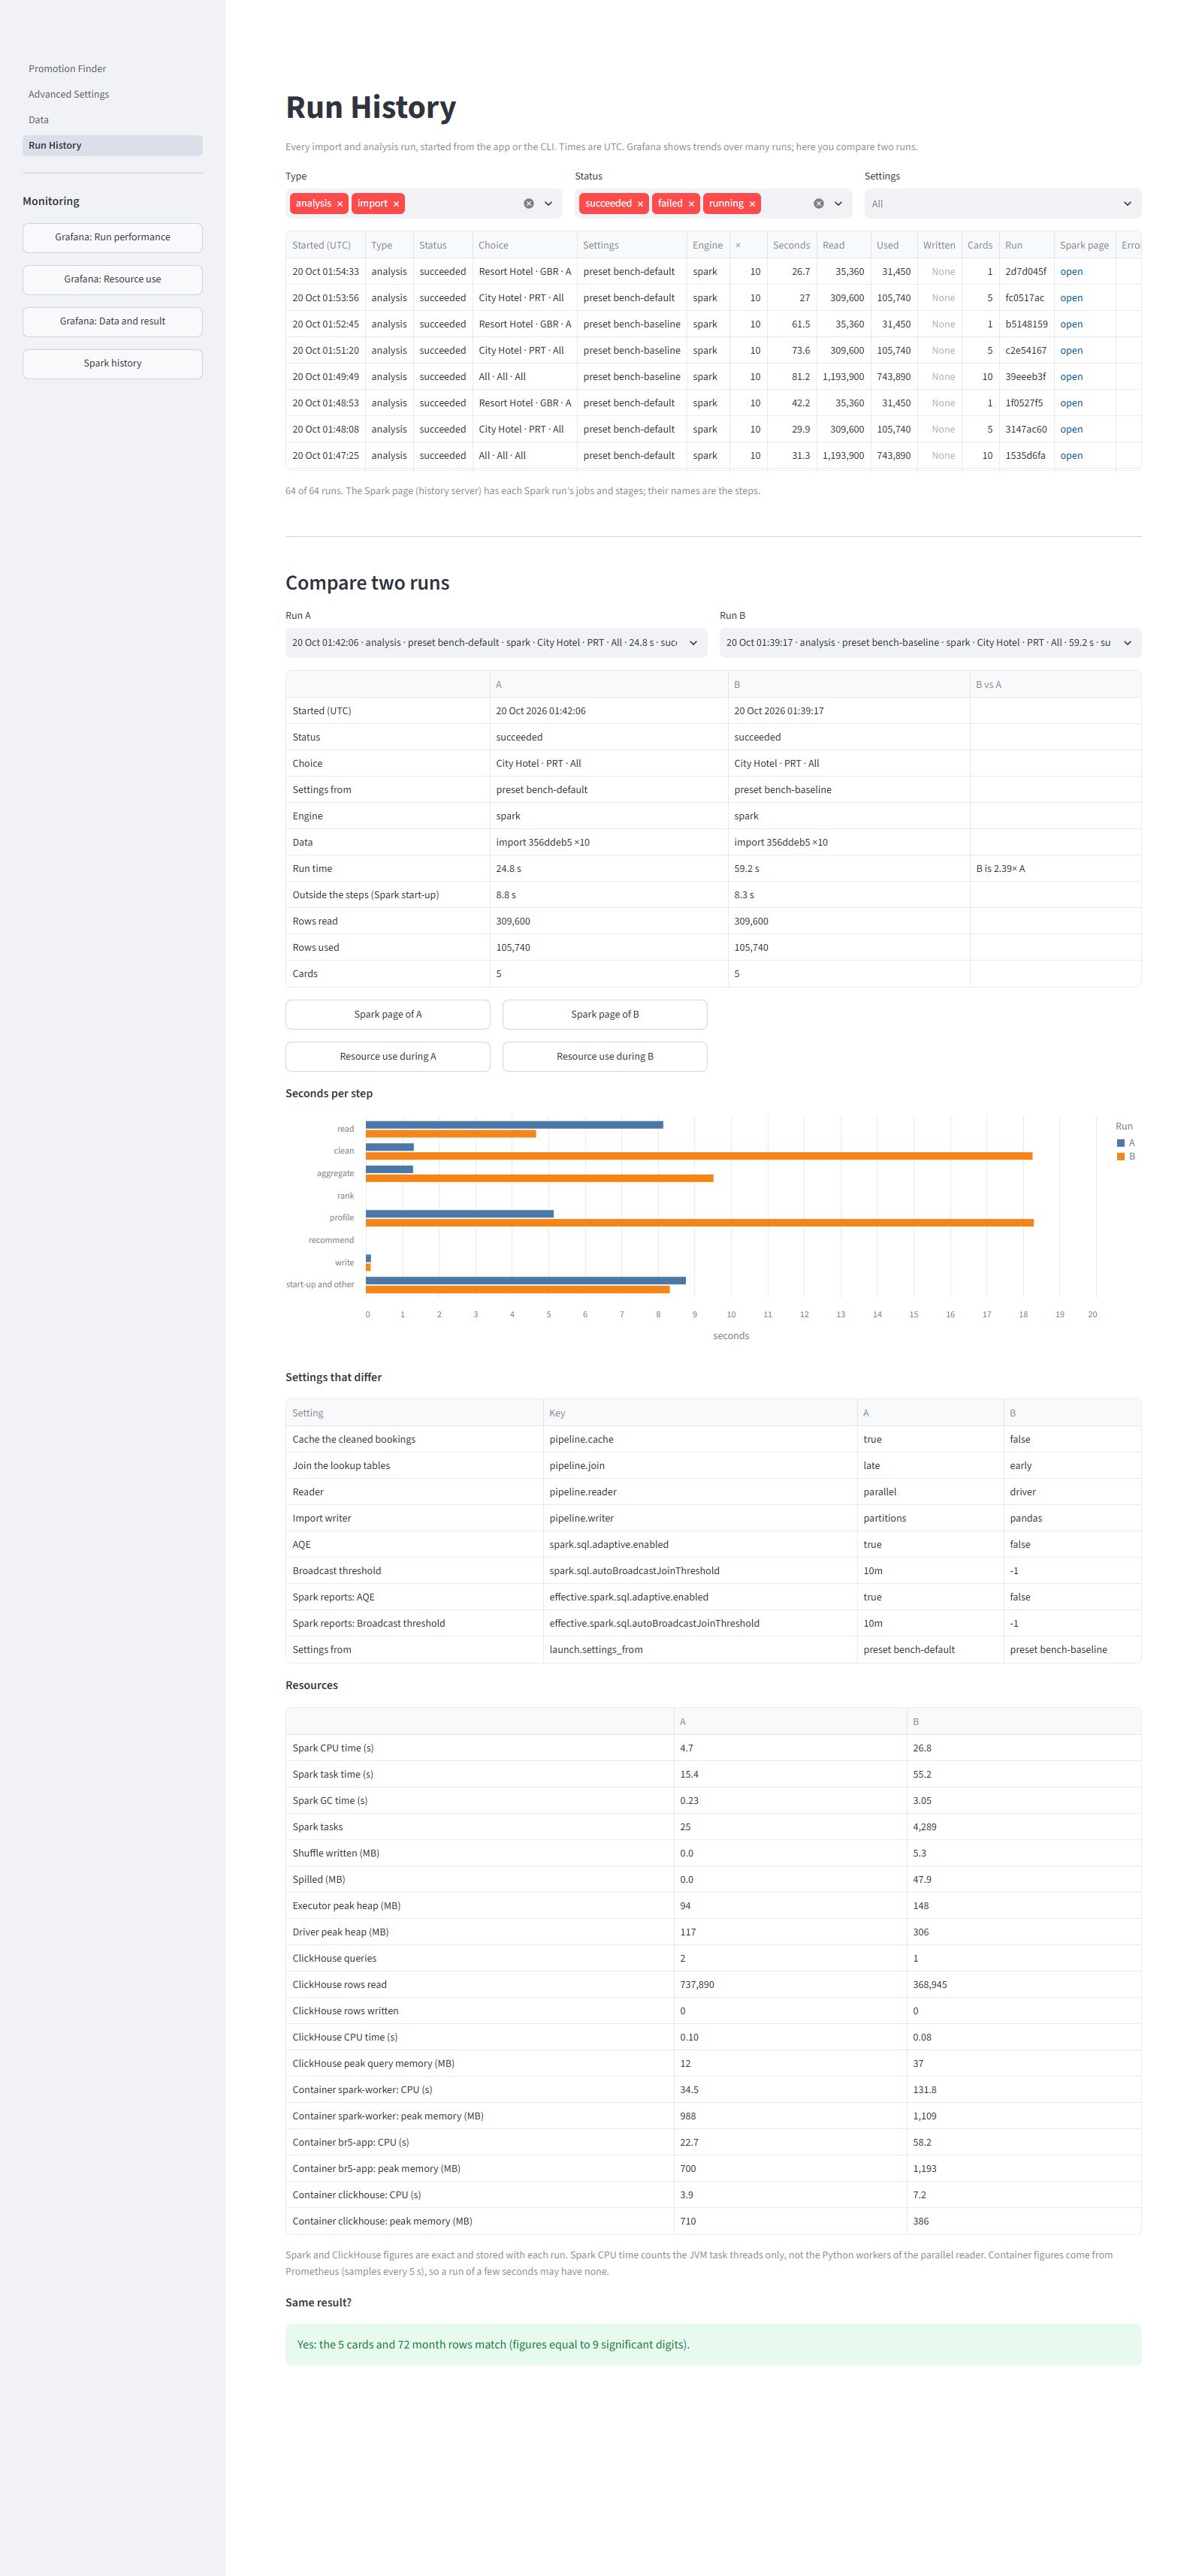 Promotion Finder
Advanced Settings
Data
Run History
Monitoring
Grafana: Run performance
Grafana: Resource use
Grafana: Data and result
Spark history
Run History
Every import and analysis run, started from the app or the CLI. Times are UTC. Grafana shows trends over many runs; here you compare two runs.
Type Status Settings
analysis × import × succeeded × failed × running × All
Started (UTC) Type Status Choice Settings Engine × Seconds Read Used Written Cards Run Spark page Erro
20 Oct 01:54:33 analysis succeeded Resort Hotel · GBR · A preset bench-default spark 10 26.7 35,360 31,450 None 1 2d7d045f open
20 Oct 01:53:56 analysis succeeded City Hotel · PRT · All preset bench-default spark 10 27 309,600 105,740 None 5 fc0517ac open
20 Oct 01:52:45 analysis succeeded Resort Hotel · GBR · A preset bench-baseline spark 10 61.5 35,360 31,450 None 1 b5148159 open
20 Oct 01:51:20 analysis succeeded City Hotel · PRT · All preset bench-baseline spark 10 73.6 309,600 105,740 None 5 c2e54167 open
20 Oct 01:49:49 analysis succeeded All · All · All preset bench-baseline spark 10 81.2 1,193,900 743,890 None 10 39eeeb3f open
20 Oct 01:48:53 analysis succeeded Resort Hotel · GBR · A preset bench-default spark 10 42.2 35,360 31,450 None 1 1f0527f5 open
20 Oct 01:48:08 analysis succeeded City Hotel · PRT · All preset bench-default spark 10 29.9 309,600 105,740 None 5 3147ac60 open
20 Oct 01:47:25 analysis succeeded All · All · All preset bench-default spark 10 31.3 1,193,900 743,890 None 10 1535d6fa open
64 of 64 runs. The Spark page (history server) has each Spark run's jobs and stages; their names are the steps.
Compare two runs
Run A Run B
20 Oct 01:42:06 · analysis · preset bench-default · spark · City Hotel · PRT · All · 24.8 s · succ
20 Oct 01:39:17 · analysis · preset bench-baseline · spark · City Hotel · PRT · All · 59.2 s · su
A B B vs A
Started (UTC) 20 Oct 2026 01:42:06 20 Oct 2026 01:39:17
Status succeeded succeeded
Choice City Hotel · PRT · All City Hotel · PRT · All
Settings from preset bench-default preset bench-baseline
Engine spark spark
Data import 356ddeb5 ×10 import 356ddeb5 ×10
Run time 24.8 s 59.2 s B is 2.39× A
Outside the steps (Spark start-up) 8.8 s 8.3 s
Rows read 309,600 309,600
Rows used 105,740 105,740
Cards 5 5
Spark page of A Spark page of B
Resource use during A Resource use during B
Seconds per step
Run
A
B
read
clean
aggregate
rank
profile
recommend
write
start-up and other
0 1 2 3 4 5 6 7 8 9 10 11 12 13 14 15 16 17 18 19 20
seconds
Settings that differ
Setting Key A B
Cache the cleaned bookings pipeline.cache true false
Join the lookup tables pipeline.join late early
Reader pipeline.reader parallel driver
Import writer pipeline.writer partitions pandas
AQE spark.sql.adaptive.enabled true false
Broadcast threshold spark.sql.autoBroadcastJoinThreshold 10m -1
Spark reports: AQE effective.spark.sql.adaptive.enabled true false
Spark reports: Broadcast threshold effective.spark.sql.autoBroadcastJoinThreshold 10m -1
Settings from launch.settings_from preset bench-default preset bench-baseline
Resources
A B
Spark CPU time (s) 4.7 26.8
Spark task time (s) 15.4 55.2
Spark GC time (s) 0.23 3.05
Spark tasks 25 4,289
Shuffle written (MB) 0.0 5.3
Spilled (MB) 0.0 47.9
Executor peak heap (MB) 94 148
Driver peak heap (MB) 117 306
ClickHouse queries 2 1
ClickHouse rows read 737,890 368,945
ClickHouse rows written 0 0
ClickHouse CPU time (s) 0.10 0.08
ClickHouse peak query memory (MB) 12 37
Container spark-worker: CPU (s) 34.5 131.8
Container spark-worker: peak memory (MB) 988 1,109
Container br5-app: CPU (s) 22.7 58.2
Container br5-app: peak memory (MB) 700 1,193
Container clickhouse: CPU (s) 3.9 7.2
Container clickhouse: peak memory (MB) 710 386
Spark and ClickHouse figures are exact and stored with each run. Spark CPU time counts the JVM task threads only, not the Python workers of the parallel reader. Container figures come from
Prometheus (samples every 5 s), so a run of a few seconds may have none.
Same result?
Yes: the 5 cards and 72 month rows match (figures equal to 9 significant digits).